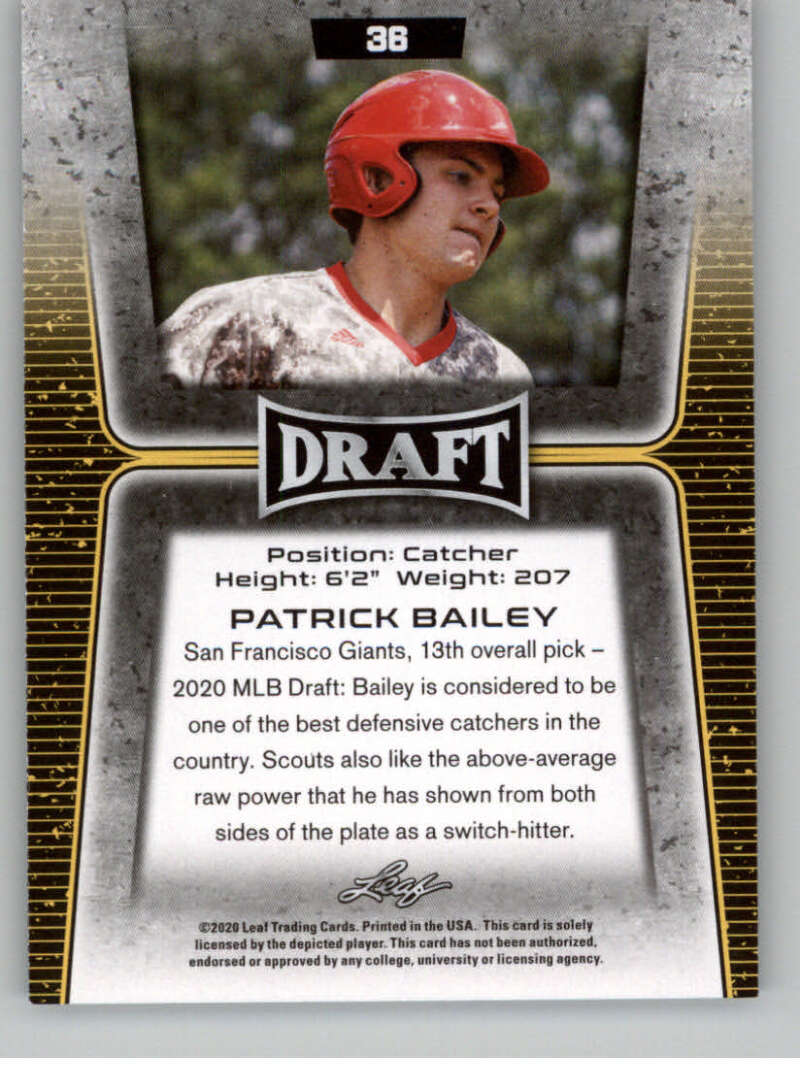 38
DRAFT
Position: Catcher
Height: 6'2" Weight: 207
PATRICK BAILEY
San Francisco Giants, 13th overall pick –
2020 MLB Draft: Bailey is considered to be
one of the best defensive catchers in the
country. Scouts also like the above-average
raw power that he has shown from both
sides of the plate as a switch-hitter.
Leaf
©2020 Leaf Trading Cards. Printed in the USA. This card is solely
licensed by the depicted player. This card has not been authorized,
endorsed or approved by any college, university or licensing agency.